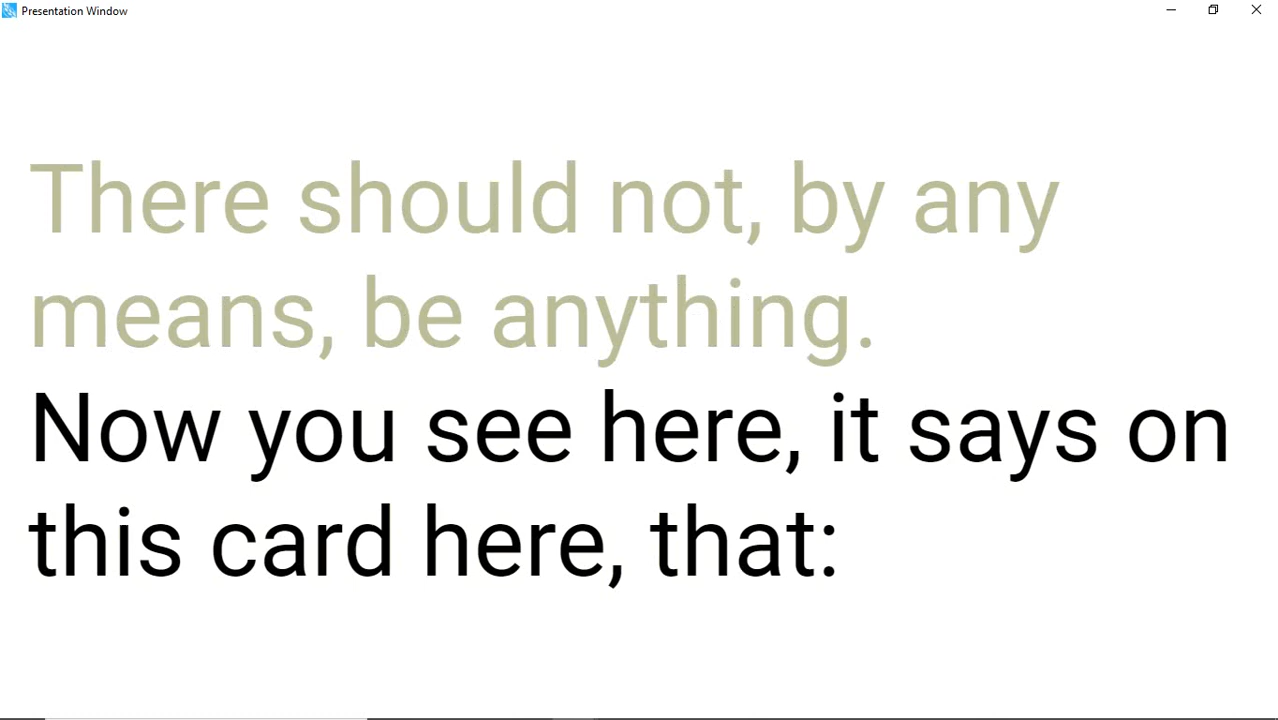 Presentation Window
There should not, by any
means, be anything.
Now you see here, it says on
this card here, that: